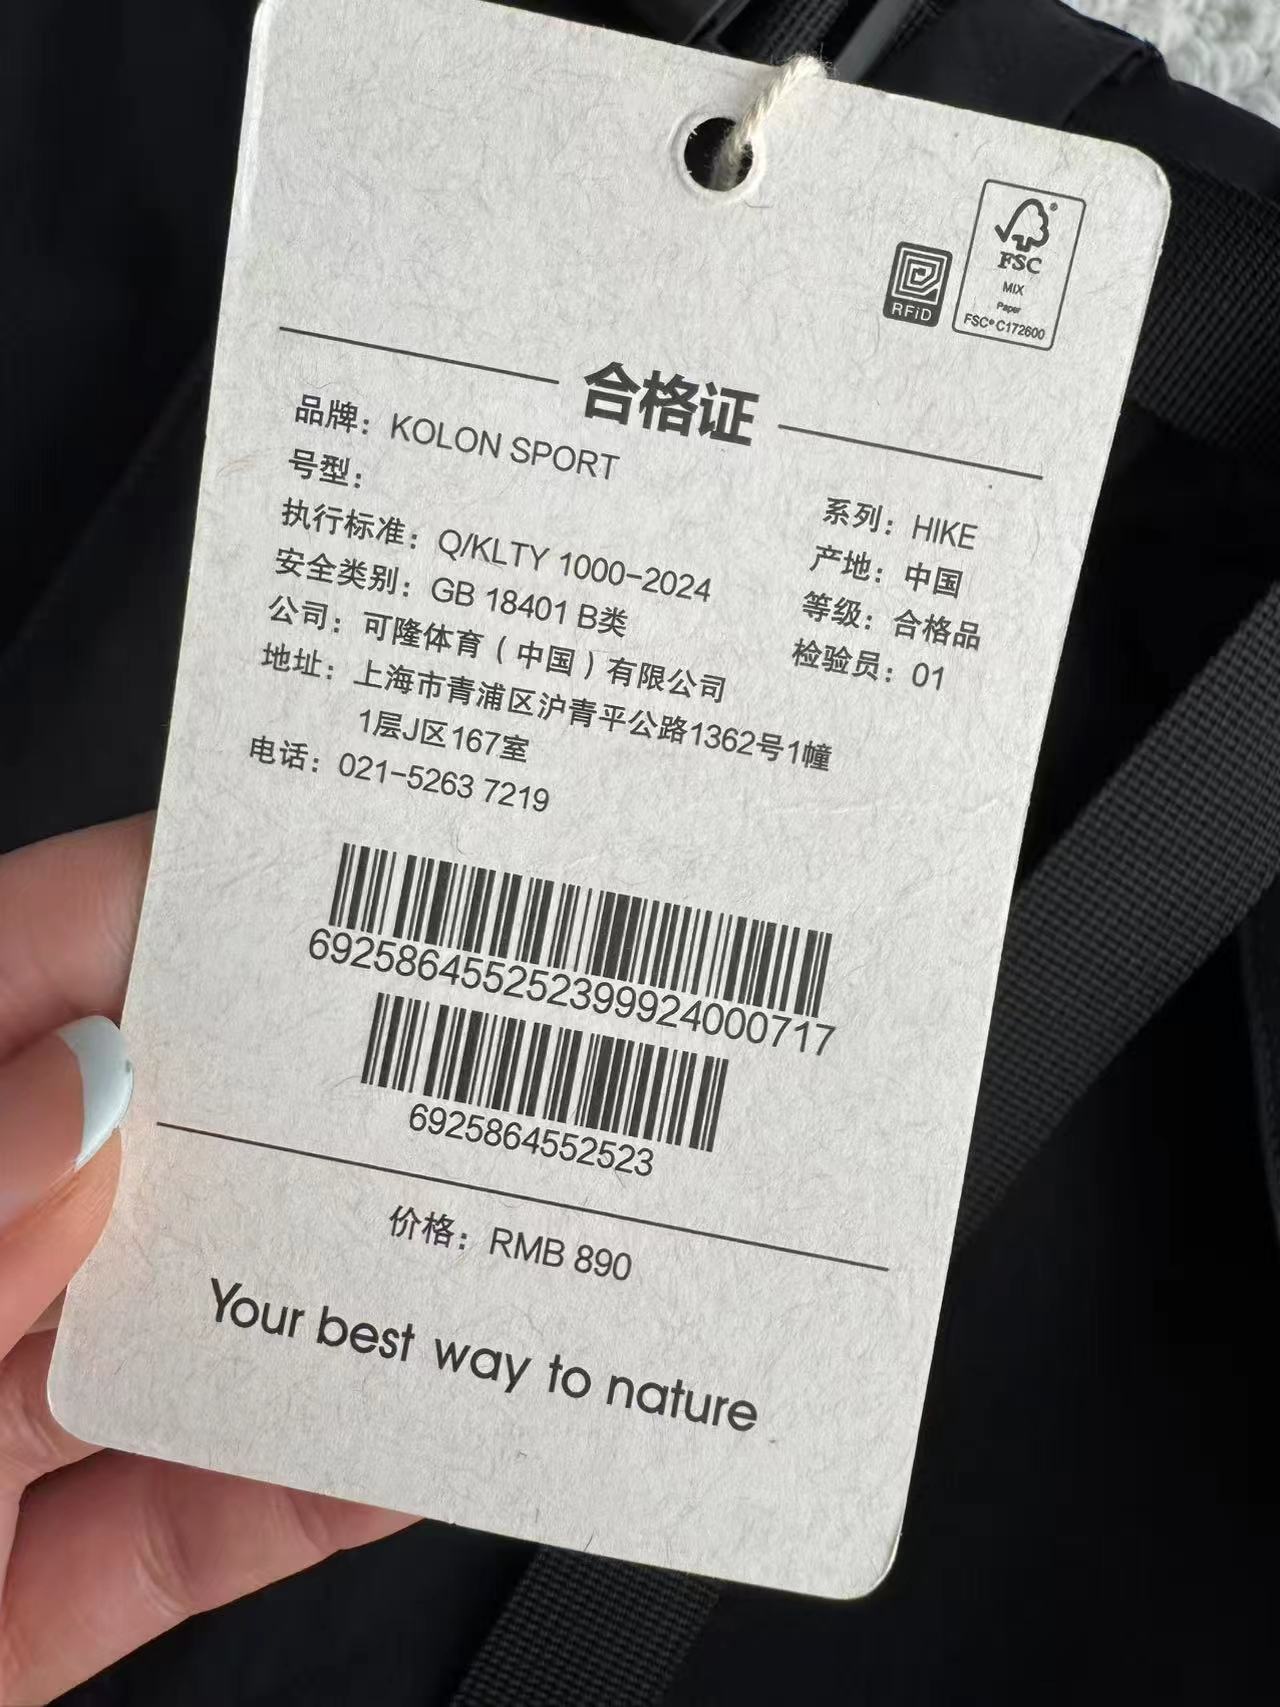 RFiD
FSC
MIX
Paper
FSC® C172600
合格证
品牌：KOLON SPORT
号型：
系列：HIKE
执行标准：Q/KLTY 1000-2024
产地：中国
安全类别：GB 18401 B类
等级：合格品
公司：可隆体育（中国）有限公司
检验员：01
地址：上海市青浦区沪青平公路1362号1幢
1层J区167室
电话：021-5263 7219
692586455252399924000717
6925864552523
价格：RMB 890
Your best way to nature